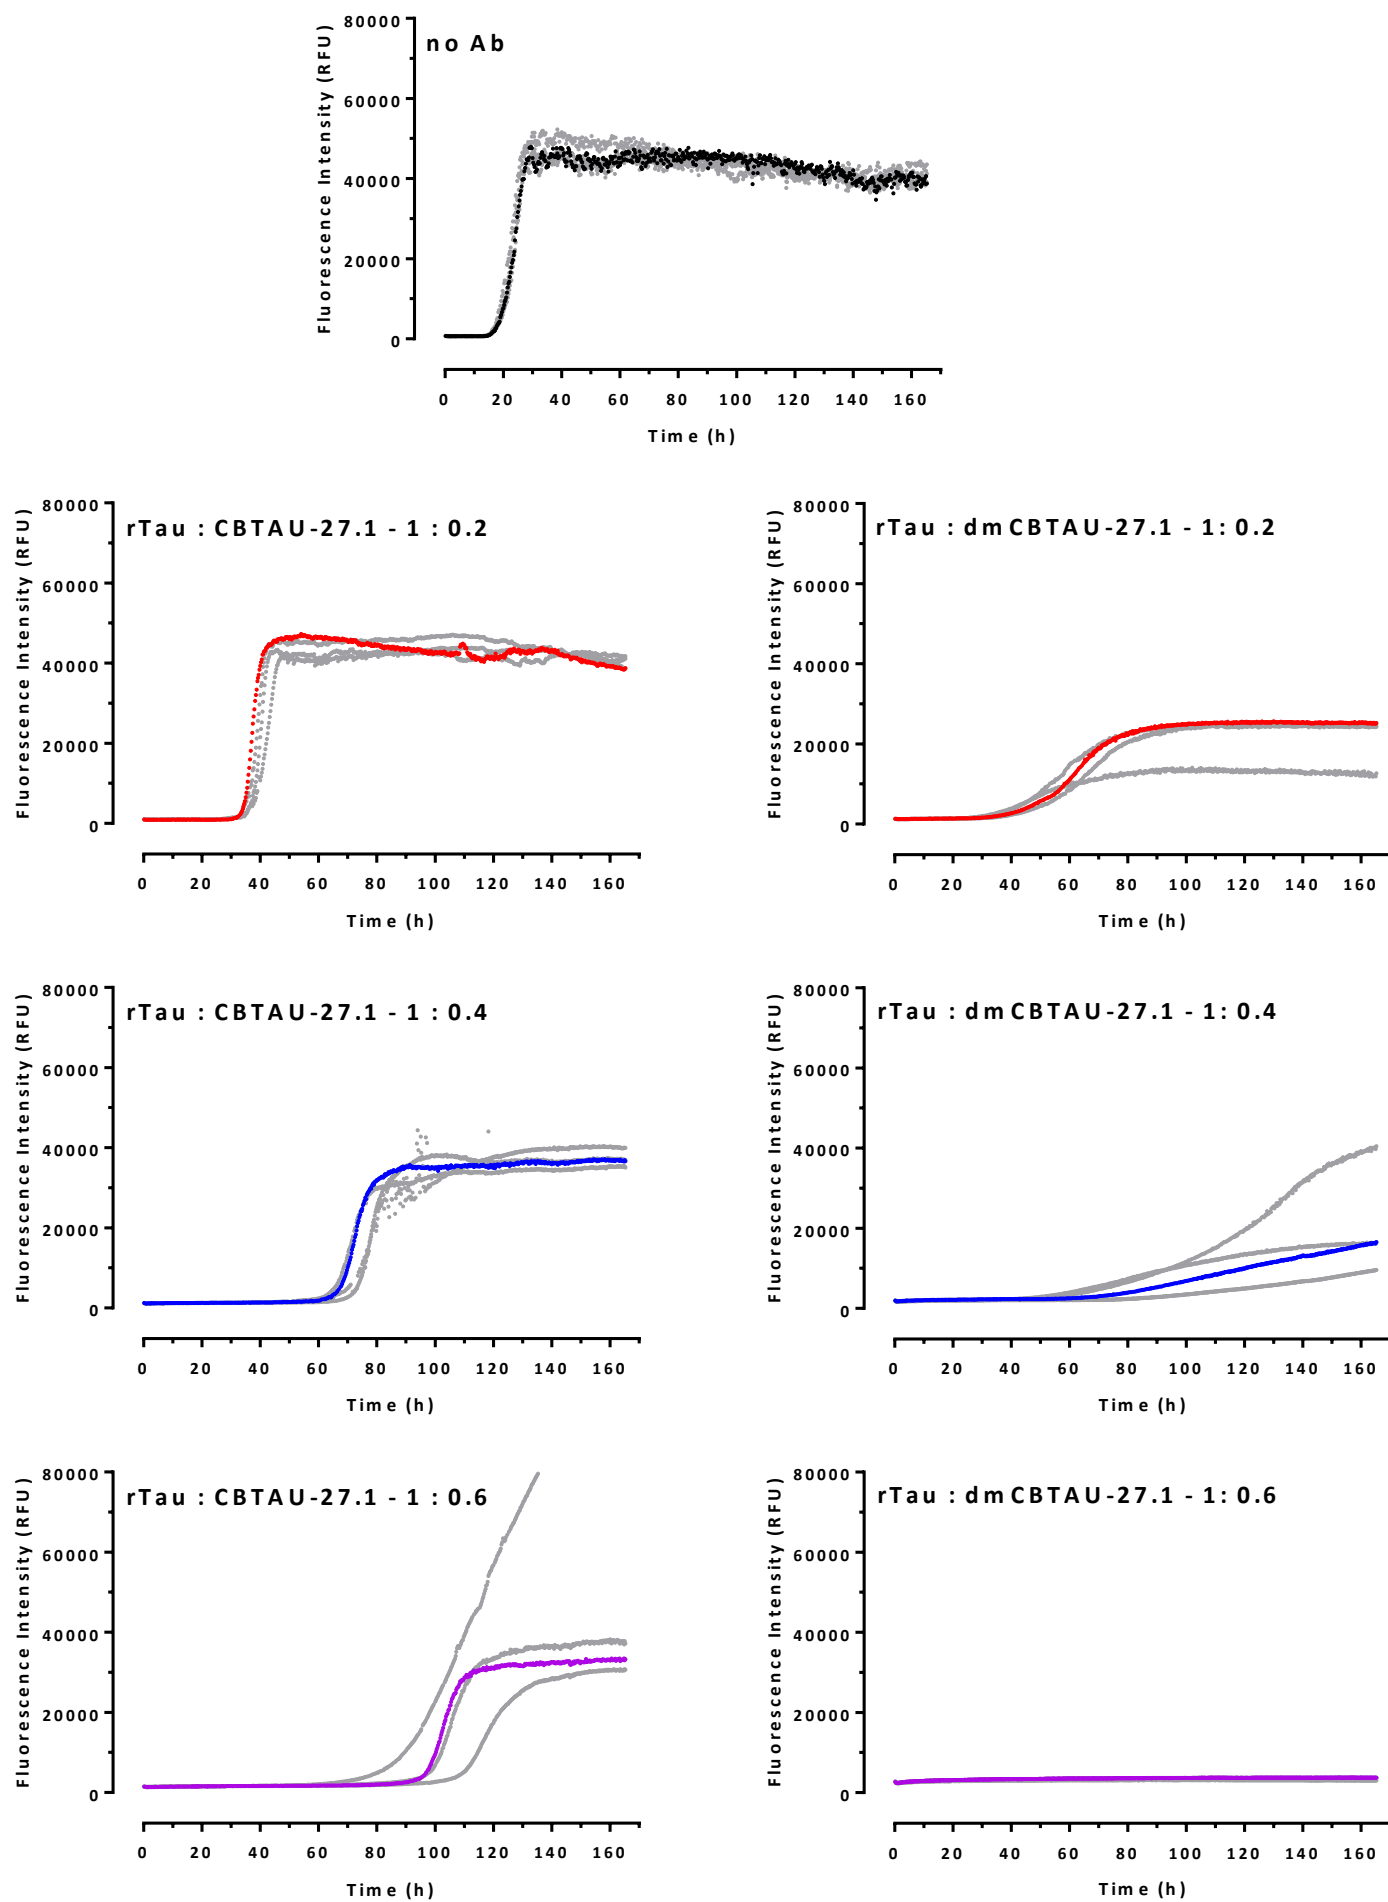 no Ab
Fluorescence Intensity (RFU)
80000
60000
40000
20000
0
0 20 40 60 80 100 120 140 160
Time (h)
rTau : CBTAU-27.1 - 1 : 0.2
Fluorescence Intensity (RFU)
80000
60000
40000
20000
0
0 20 40 60 80 100 120 140 160
Time (h)
rTau : dmCBTAU-27.1 - 1: 0.2
Fluorescence Intensity (RFU)
80000
60000
40000
20000
0
0 20 40 60 80 100 120 140 160
Time (h)
rTau : CBTAU-27.1 - 1 : 0.4
Fluorescence Intensity (RFU)
80000
60000
40000
20000
0
0 20 40 60 80 100 120 140 160
Time (h)
rTau : dmCBTAU-27.1 - 1: 0.4
Fluorescence Intensity (RFU)
80000
60000
40000
20000
0
0 20 40 60 80 100 120 140 160
Time (h)
rTau : CBTAU-27.1 - 1 : 0.6
Fluorescence Intensity (RFU)
80000
60000
40000
20000
0
0 20 40 60 80 100 120 140 160
Time (h)
rTau : dmCBTAU-27.1 - 1: 0.6
Fluorescence Intensity (RFU)
80000
60000
40000
20000
0
0 20 40 60 80 100 120 140 160
Time (h)